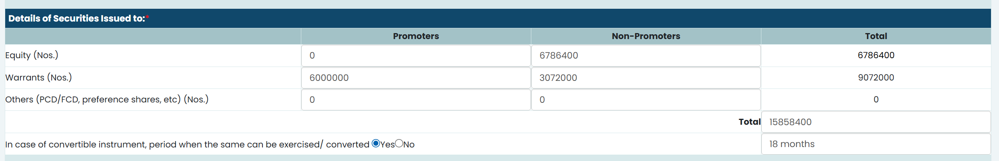 Details of Securities Issued to:*
Promoters Non-Promoters Total
Equity (Nos.) 0 6786400 6786400
Warrants (Nos.) 6000000 3072000 9072000
Others (PCD/FCD, preference shares, etc) (Nos.) 0 0 0
Total 15858400
In case of convertible instrument, period when the same can be exercised/ converted Yes No 18 months